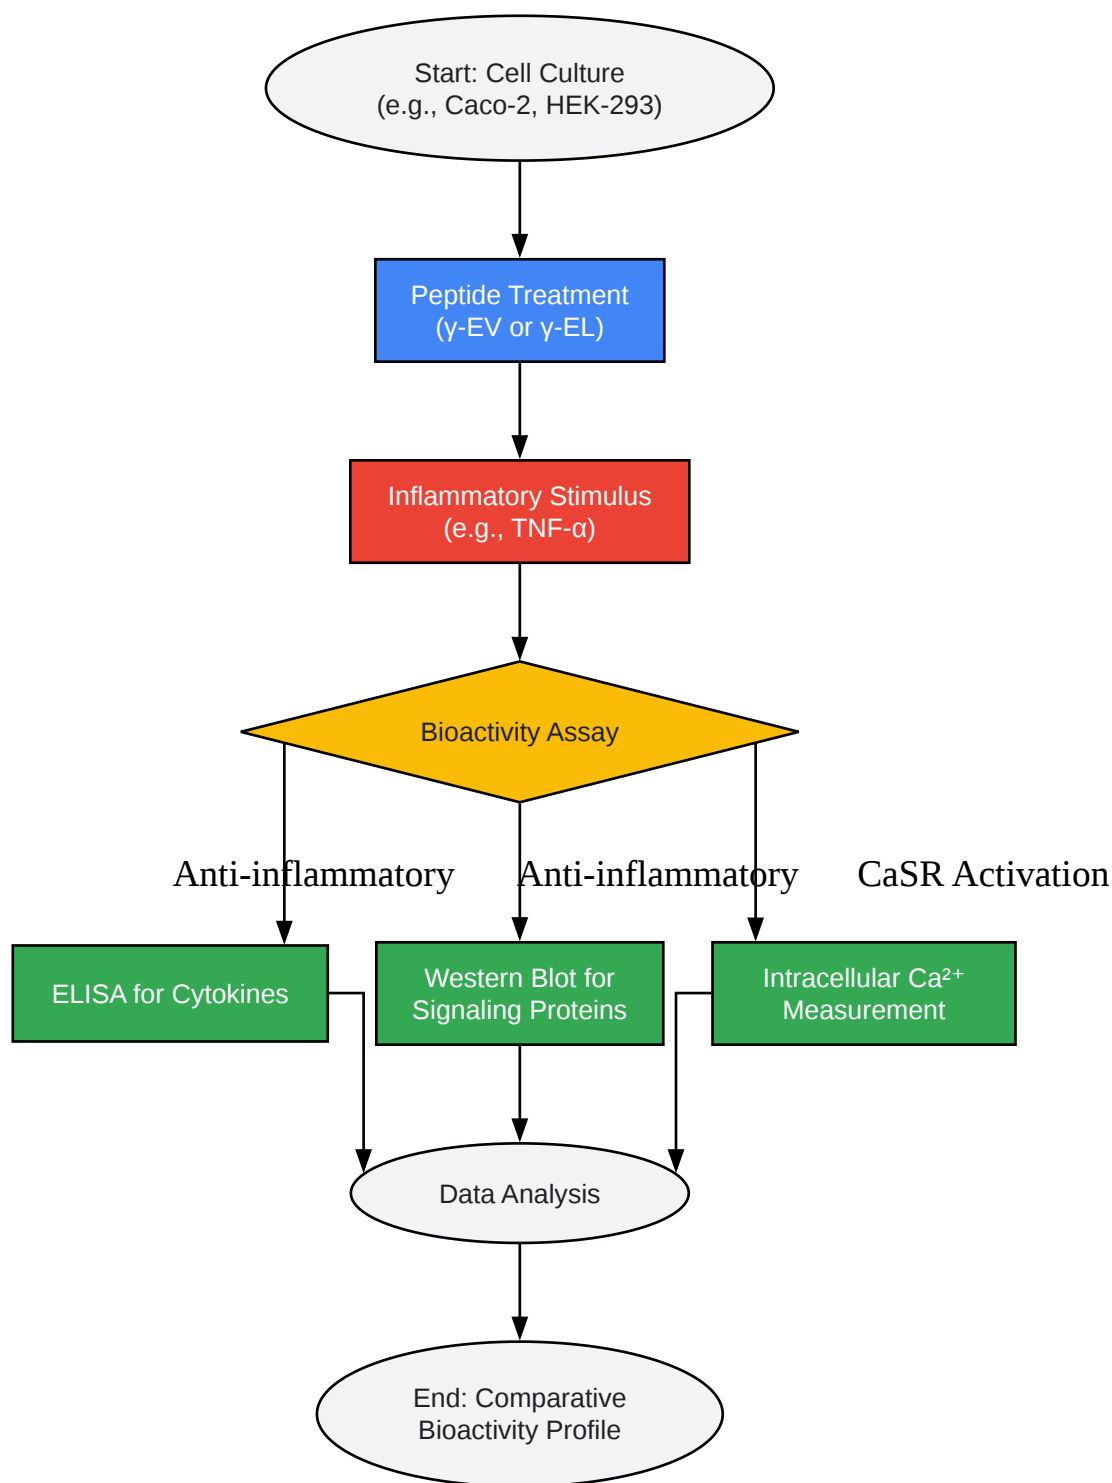 Start: Cell Culture
(e.g., Caco-2, HEK-293)
Peptide Treatment
(γ-EV or γ-EL)
Inflammatory Stimulus
(e.g., TNF-α)
Bioactivity Assay
Anti-inflammatory
Anti-inflammatory
CaSR Activation
ELISA for Cytokines
Western Blot for
Signaling Proteins
Intracellular Ca²⁺
Measurement
Data Analysis
End: Comparative
Bioactivity Profile